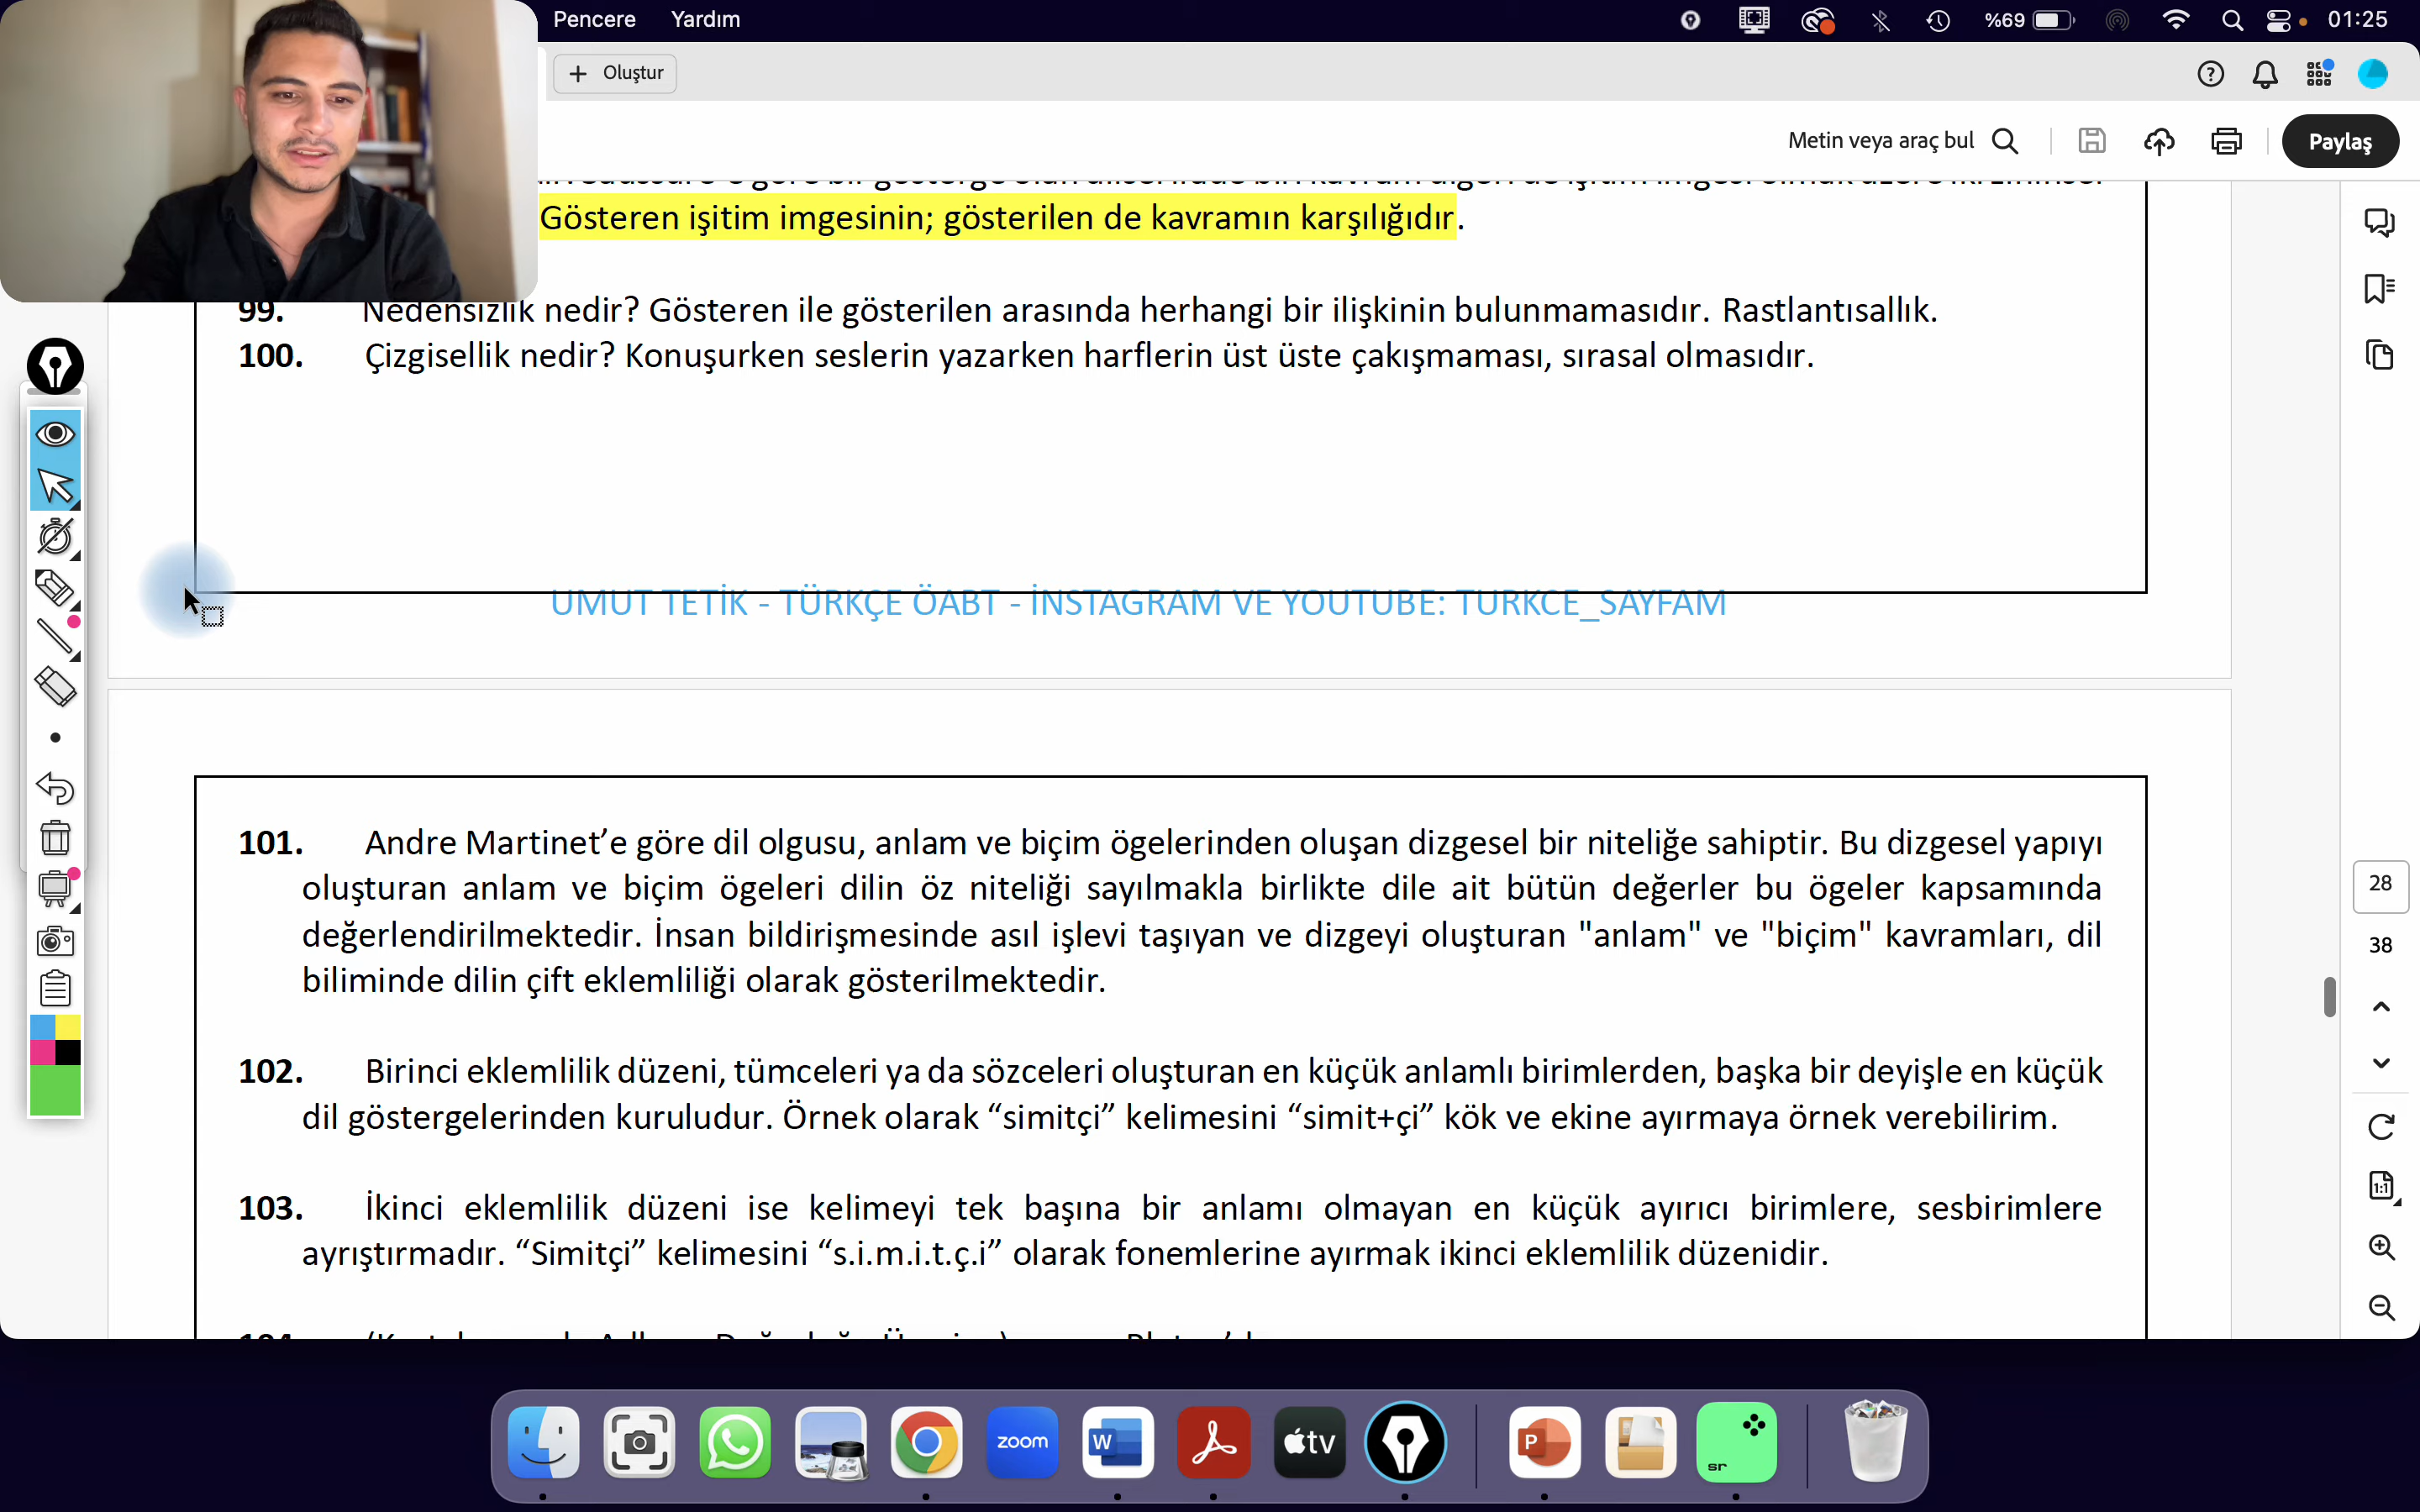 Pencere Yardım %69 01:25
+ Oluştur
Metin veya araç bul Paylaş
Gösteren işitim imgesinin; gösterilen de kavramın karşılığıdır.
99. Nedensizlik nedir? Gösteren ile gösterilen arasında herhangi bir ilişkinin bulunmamasıdır. Rastlantısallık.
100. Çizgisellik nedir? Konuşurken seslerin yazarken harflerin üst üste çakışmaması, sırasal olmasıdır.
UMUT TETİK - TÜRKÇE ÖABT - İNSTAGRAM VE YOUTUBE: TURKCE_SAYFAM
101. Andre Martinet’e göre dil olgusu, anlam ve biçim ögelerinden oluşan dizgesel bir niteliğe sahiptir. Bu dizgesel yapıyı
oluşturan anlam ve biçim ögeleri dilin öz niteliği sayılmakla birlikte dile ait bütün değerler bu ögeler kapsamında
değerlendirilmektedir. İnsan bildirişmesinde asıl işlevi taşıyan ve dizgeyi oluşturan "anlam" ve "biçim" kavramları, dil
biliminde dilin çift eklemliliği olarak gösterilmektedir.
102. Birinci eklemlilik düzeni, tümceleri ya da sözceleri oluşturan en küçük anlamlı birimlerden, başka bir deyişle en küçük
dil göstergelerinden kuruludur. Örnek olarak “simitçi” kelimesini “simit+çi” kök ve ekine ayırmaya örnek verebilirim.
103. İkinci eklemlilik düzeni ise kelimeyi tek başına bir anlamı olmayan en küçük ayırıcı birimlere, sesbirimlere
ayrıştırmadır. “Simitçi” kelimesini “s.i.m.i.t.ç.i” olarak fonemlerine ayırmak ikinci eklemlilik düzenidir.
28
38
1:1
zoom W tv P sr